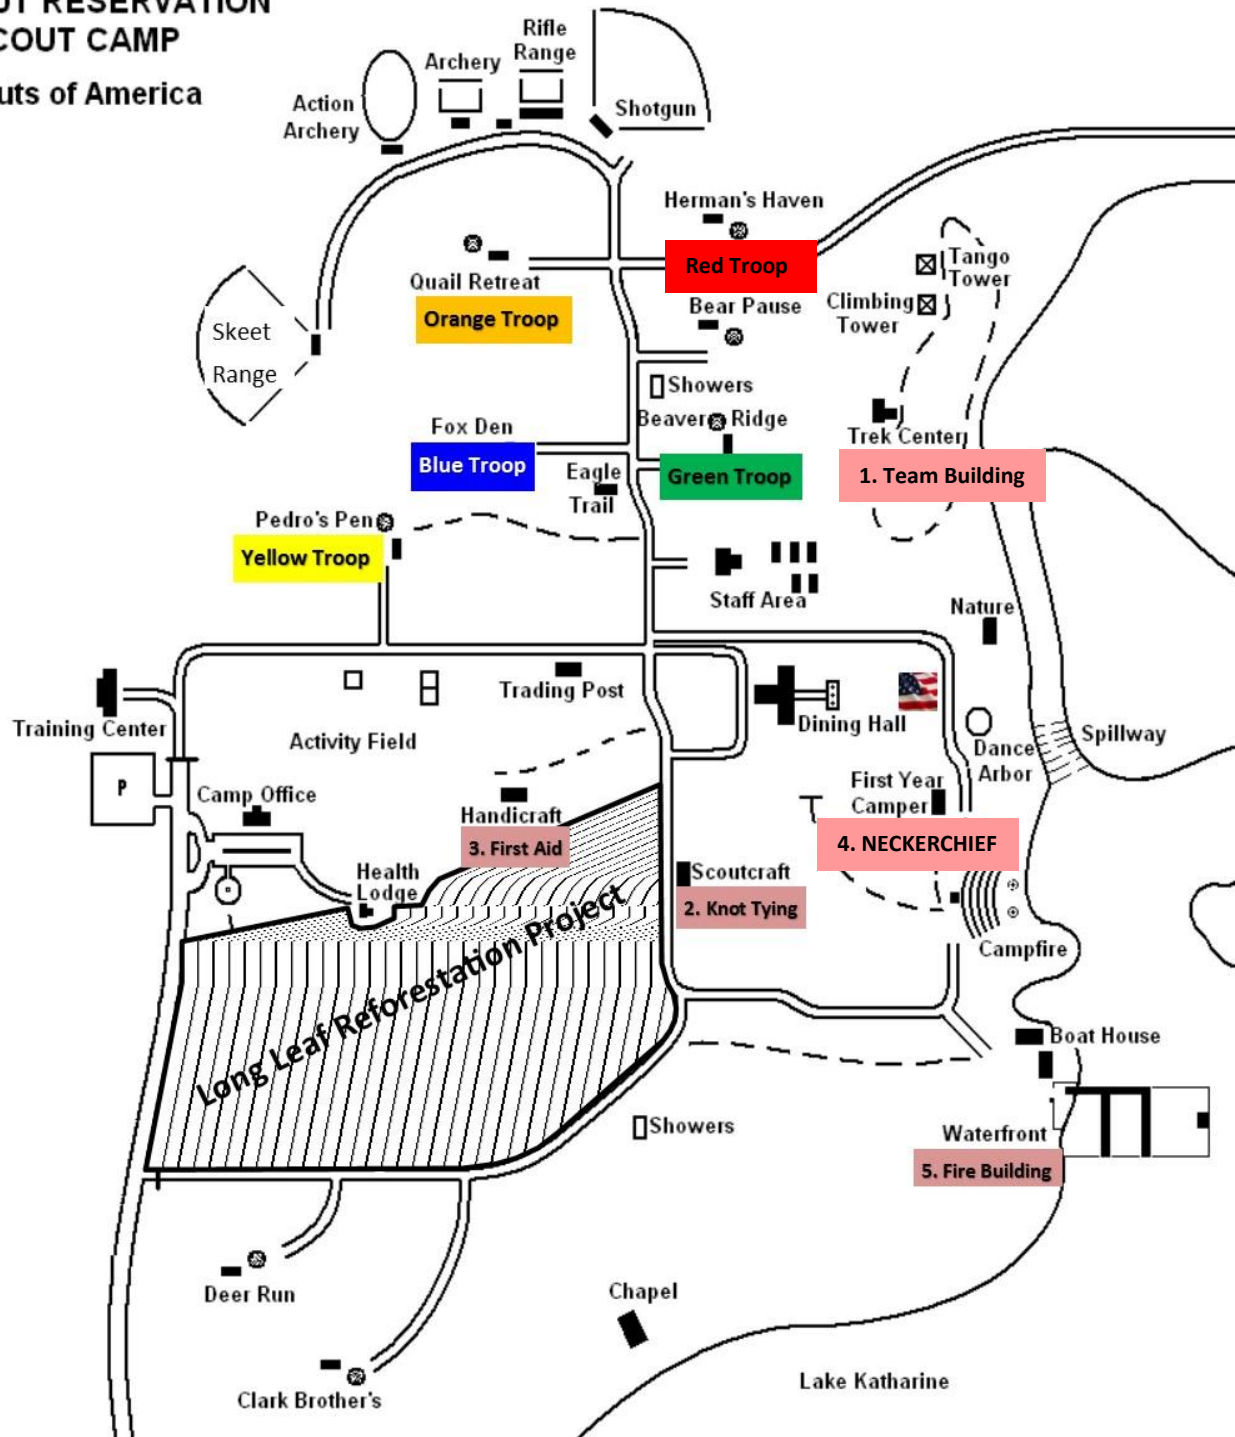 UT RESERVATION
COUT CAMP
uts of America
Rifle
Range
Archery
Action
Archery
Shotgun
Herman's Haven
Red Troop
Quail Retreat
Orange Troop
Bear Pause
Tango
Tower
Climbing
Tower
Skeet
Range
Showers
Beaver Ridge
Fox Den
Blue Troop
Eagle
Trail
Green Troop
Trek Center
1. Team Building
Pedro's Pen
Yellow Troop
Staff Area
Nature
Trading Post
Training Center
Activity Field
Dining Hall
Dance
Arbor
Spillway
P
Camp Office
Handicraft
3. First Aid
First Year
Camper
4. NECKERCHIEF
Health
Lodge
Scoutcraft
2. Knot Tying
Campfire
Long Leaf Reforestation Project
Boat House
Showers
Waterfront
5. Fire Building
Deer Run
Chapel
Clark Brother's
Lake Katharine